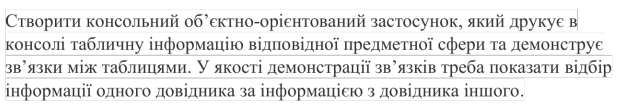 Створити консольний об’єктно-орієнтований застосунок, який друкує в
консолі табличну інформацію відповідної предметної сфери та демонструє
зв’язки між таблицями. У якості демонстрації зв’язків треба показати відбір
інформації одного довідника за інформацією з довідника іншого.